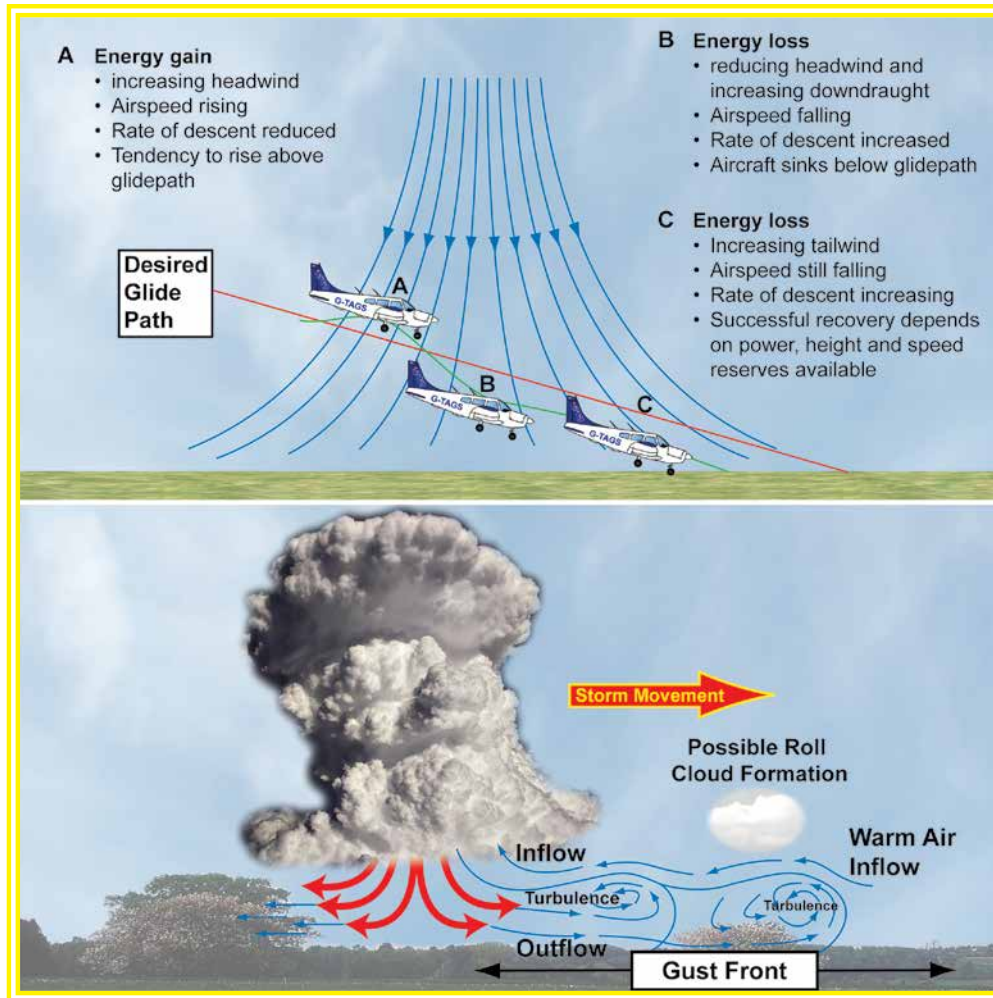 A Energy gain
• increasing headwind
• Airspeed rising
• Rate of descent reduced
• Tendency to rise above
glidepath
B Energy loss
• reducing headwind and
increasing downdraught
• Airspeed falling
• Rate of descent increased
• Aircraft sinks below glidepath
C Energy loss
• Increasing tailwind
• Airspeed still falling
• Rate of descent increasing
• Successful recovery depends
on power, height and speed
reserves available
Desired
Glide
Path
A
G-TAGS
B
G-TAGS
C
G-TAGS
Storm Movement
Possible Roll
Cloud Formation
Warm Air
Inflow
Inflow
Turbulence
Turbulence
Outflow
Gust Front